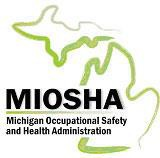 MIOSHA
Michigan Occupational Safety
and Health Administration